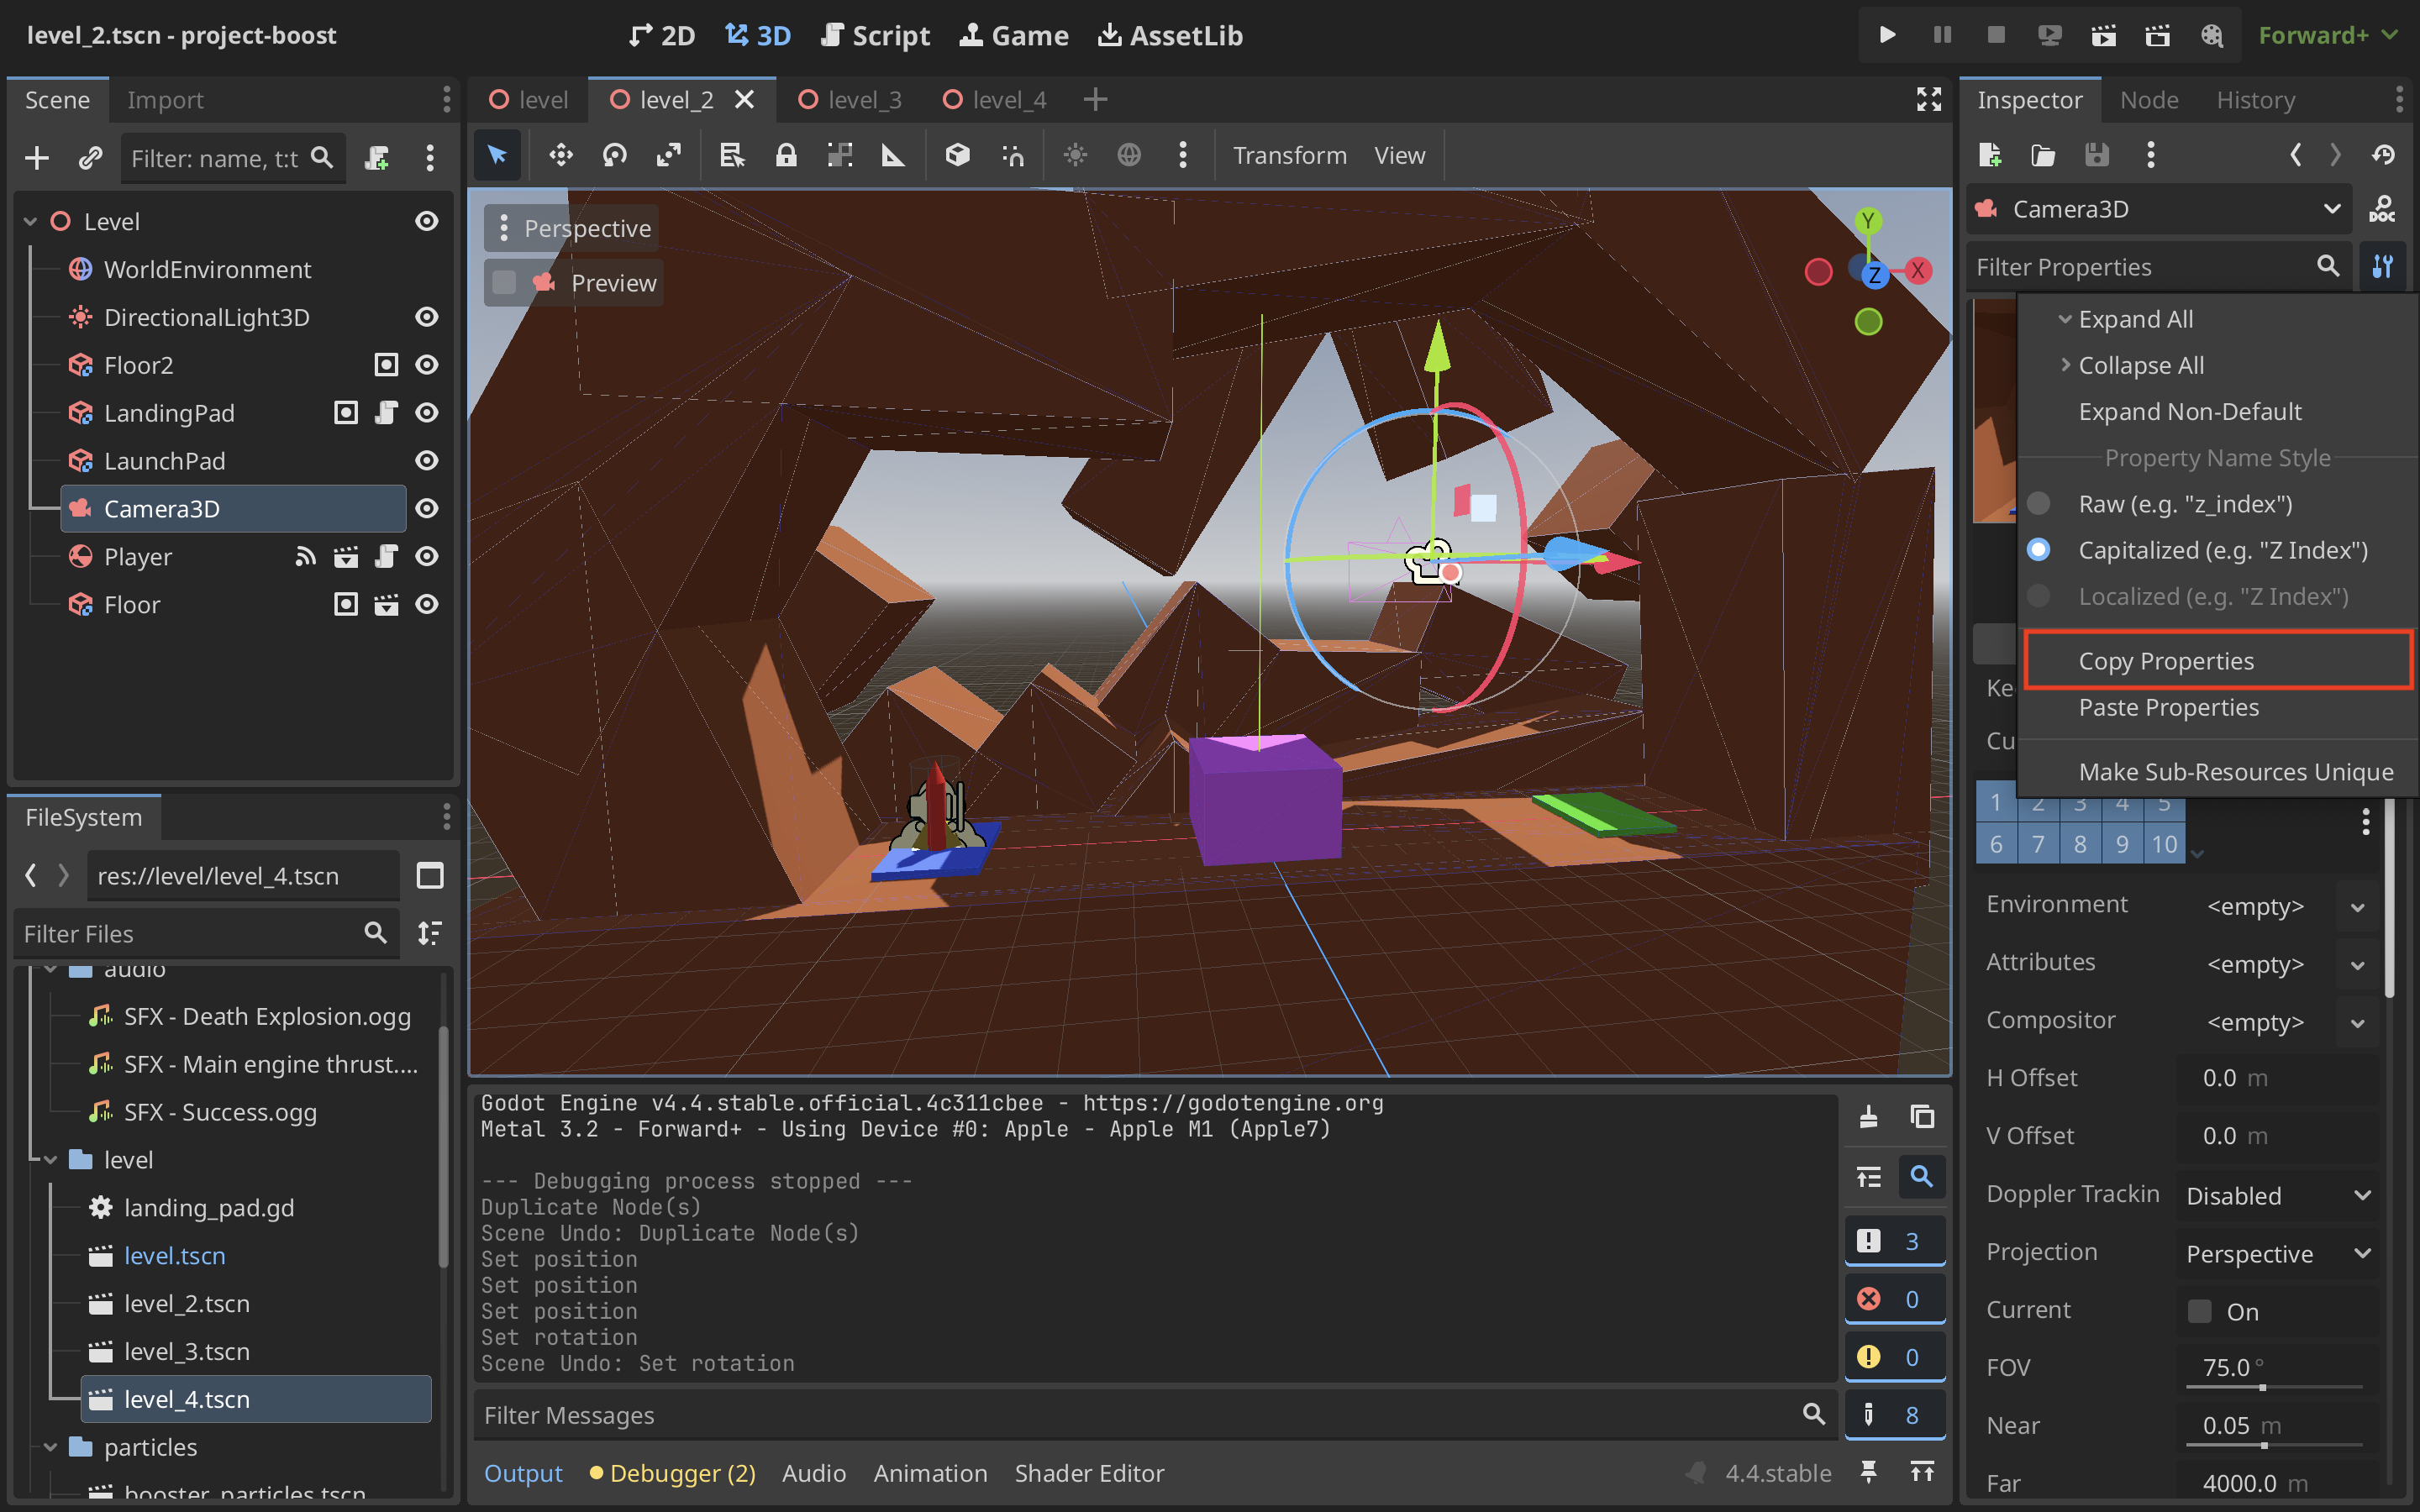 level_2.tscn - project-boost
2D 3D Script Game AssetLib
Forward+
Scene Import
level level_2 level_3 level_4
Inspector Node History
Filter: name, t:t
Transform View
Camera3D
DOC
Filter Properties
Level
WorldEnvironment
DirectionalLight3D
Floor2
LandingPad
LaunchPad
Camera3D
Player
Floor
Perspective
Preview
Y
Z X
Expand All
Collapse All
Expand Non-Default
Property Name Style
Raw (e.g. "z_index")
Capitalized (e.g. "Z Index")
Localized (e.g. "Z Index")
Copy Properties
Paste Properties
Make Sub-Resources Unique
Ke
Cu
1 2 3 4 5
6 7 8 9 10
Environment <empty>
Attributes <empty>
Compositor <empty>
H Offset 0.0 m
V Offset 0.0 m
Doppler Trackin Disabled
Projection Perspective
Current On
FOV 75.0 °
Near 0.05 m
Far 4000.0 m
FileSystem
res://level/level_4.tscn
Filter Files
audio
SFX - Death Explosion.ogg
SFX - Main engine thrust....
SFX - Success.ogg
level
landing_pad.gd
level.tscn
level_2.tscn
level_3.tscn
level_4.tscn
particles
booster_particles.tscn
Godot Engine v4.4.stable.official.4c311cbee - https://godotengine.org
Metal 3.2 - Forward+ - Using Device #0: Apple - Apple M1 (Apple7)
--- Debugging process stopped ---
Duplicate Node(s)
Scene Undo: Duplicate Node(s)
Set position
Set position
Set position
Set rotation
Scene Undo: Set rotation
3
0
0
8
Filter Messages
Output Debugger (2) Audio Animation Shader Editor
4.4.stable